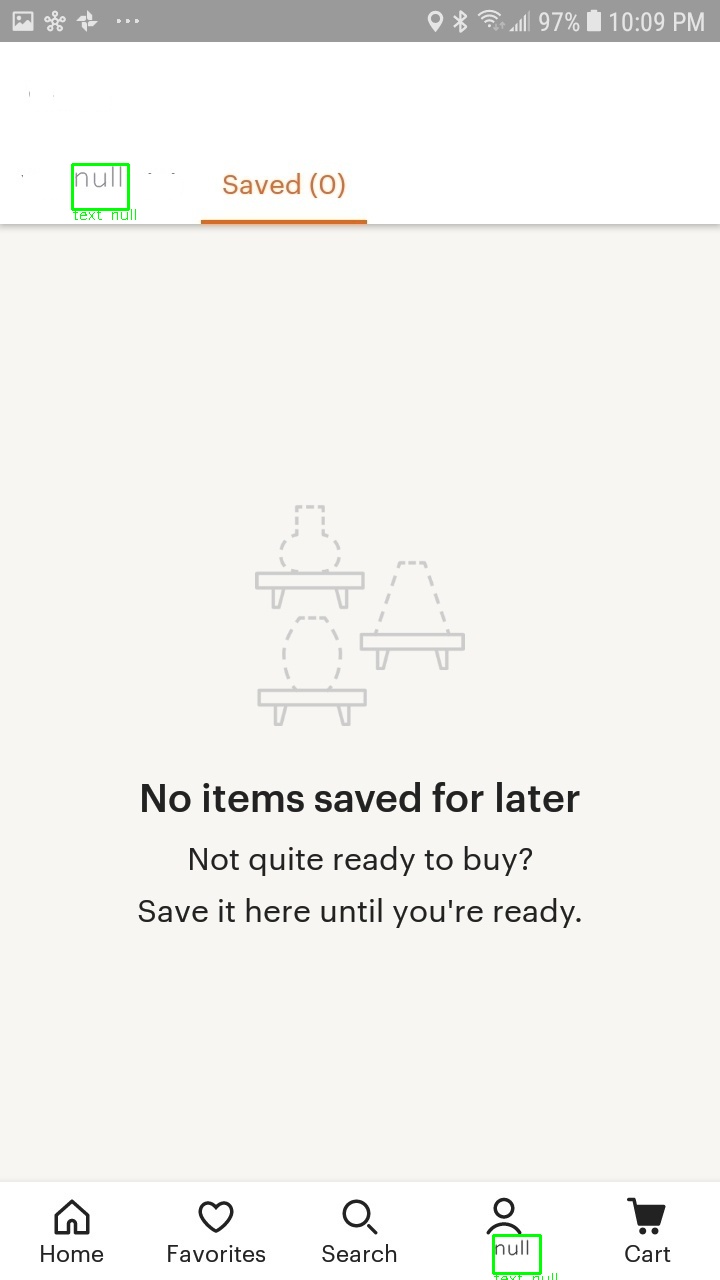 97% 10:09 PM
null
text null
Saved (0)
No items saved for later
Not quite ready to buy?
Save it here until you're ready.
Home
Favorites
Search
null
text null
Cart